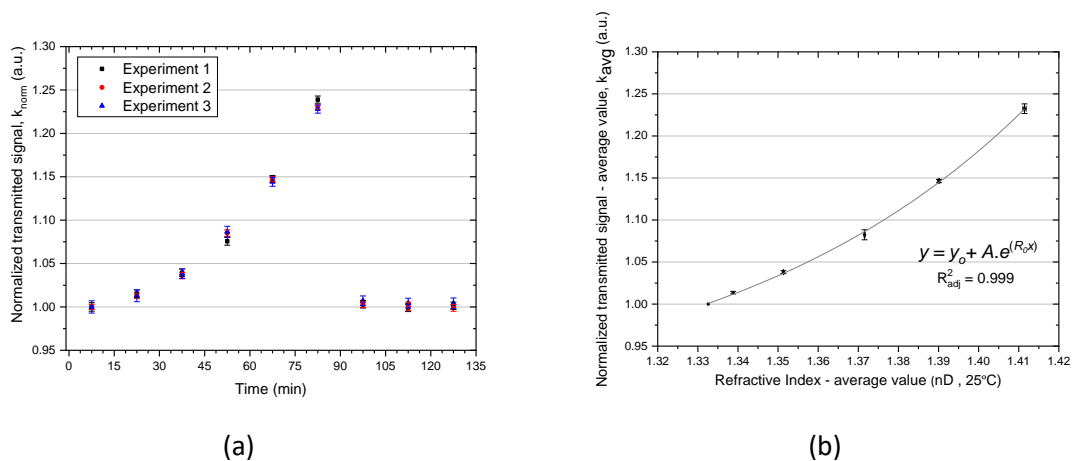 Normalized transmitted signal, k_norm (a.u.)
1.30
1.25
1.20
1.15
1.10
1.05
1.00
0.95
Experiment 1
Experiment 2
Experiment 3
0 15 30 45 60 75 90 105 120 135
Time (min)
(a)
Normalized transmitted signal - average value, kavg (a.u.)
1.30
1.25
1.20
1.15
1.10
1.05
1.00
0.95
y = y_o + A.e^(R_0x)
R²_adj = 0.999
1.32 1.33 1.34 1.35 1.36 1.37 1.38 1.39 1.40 1.41 1.42
Refractive Index - average value (nD , 25ºC)
(b)